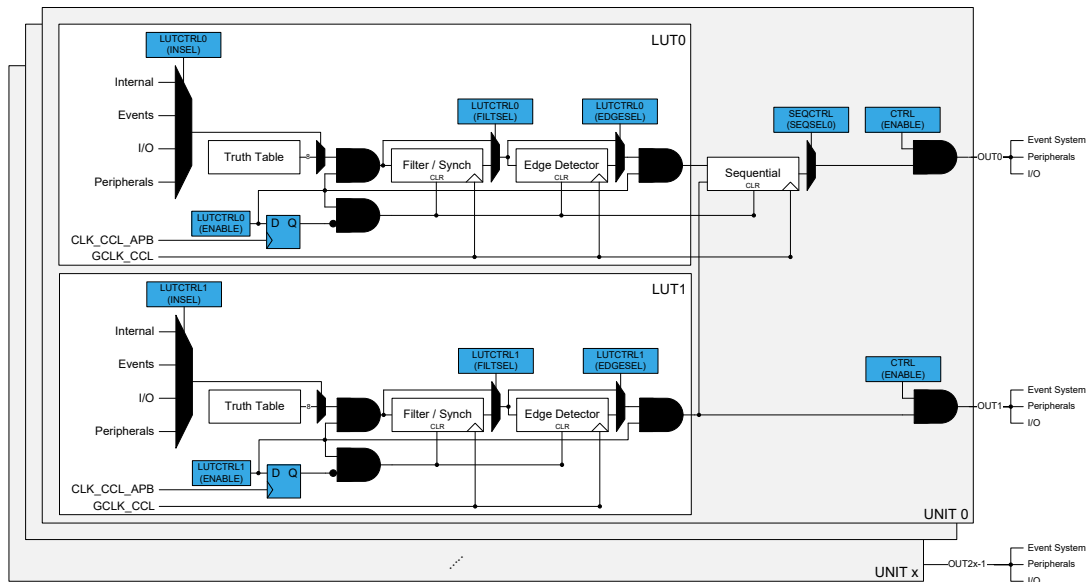 LUTCTRL0
(INSEL)
LUT0
Internal
Events
I/O
Peripherals
Truth Table
8
LUTCTRL0
(FILTSEL)
LUTCTRL0
(EDGESEL)
Filter / Synch
CLR
Edge Detector
CLR
SEQCTRL
(SEQSEL0)
Sequential
CLR
CTRL
(ENABLE)
OUT0
Event System
Peripherals
I/O
LUTCTRL0
(ENABLE)
D Q
CLK_CCL_APB
GCLK_CCL
LUTCTRL1
(INSEL)
LUT1
Internal
Events
I/O
Peripherals
Truth Table
8
LUTCTRL1
(FILTSEL)
LUTCTRL1
(EDGESEL)
Filter / Synch
CLR
Edge Detector
CLR
CTRL
(ENABLE)
OUT1
Event System
Peripherals
I/O
LUTCTRL1
(ENABLE)
D Q
CLK_CCL_APB
GCLK_CCL
UNIT 0
UNIT x
OUT2x-1
Event System
Peripherals
I/O